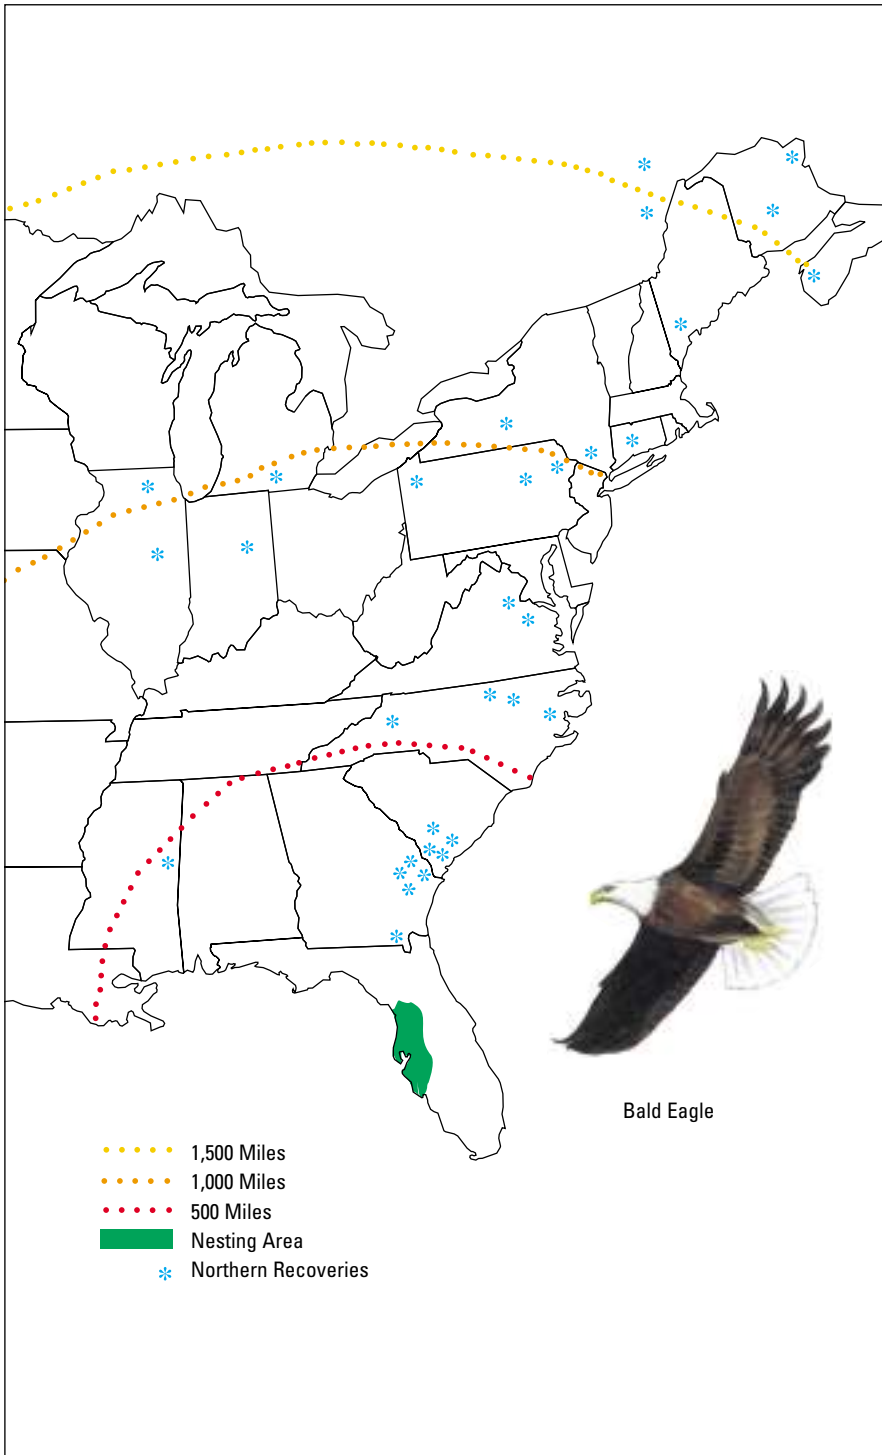 Bald Eagle
1,500 Miles
1,000 Miles
500 Miles
Nesting Area
Northern Recoveries